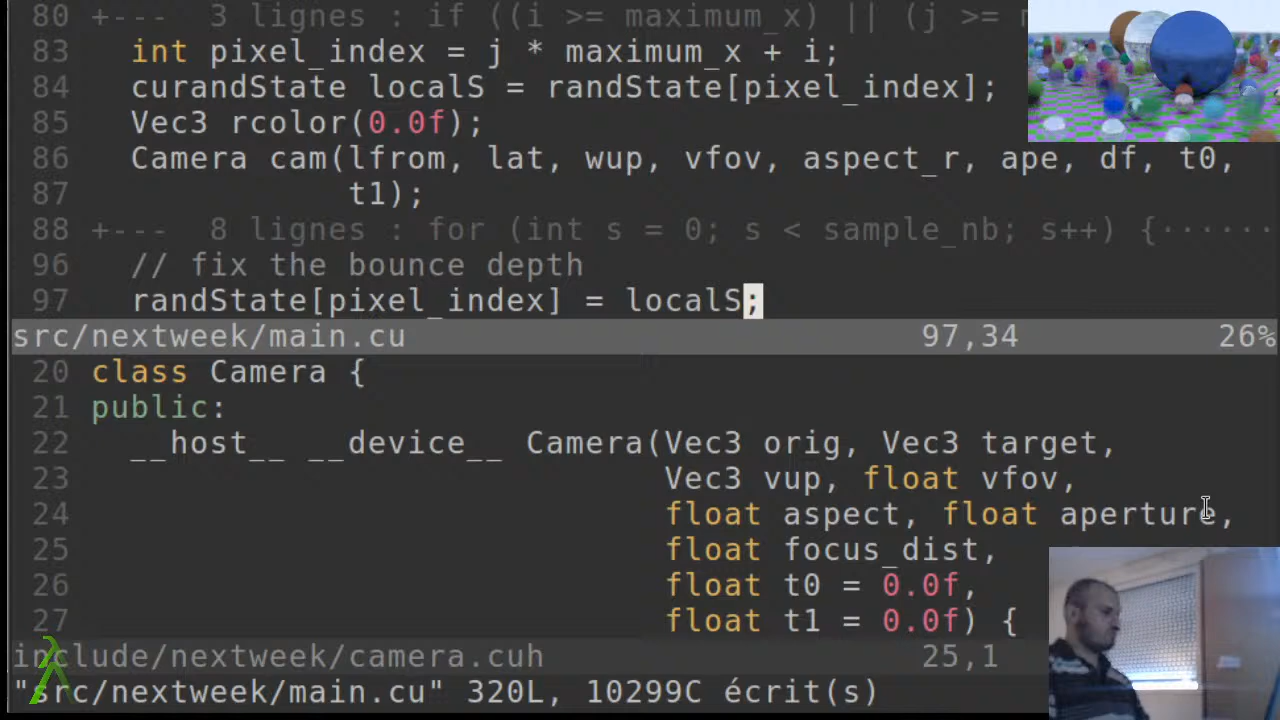 80 +---  3 lignes : if ((i >= maximum_x) || (j >=
83   int pixel_index = j * maximum_x + i;
84   curandState localS = randState[pixel_index];
85   Vec3 rcolor(0.0f);
86   Camera cam(lfrom, lat, wup, vfov, aspect_r, ape, df, t0,
87              t1);
88 +---  8 lignes : for (int s = 0; s < sample_nb; s++) {······
96   // fix the bounce depth
97   randState[pixel_index] = localS;
src/nextweek/main.cu 97,34 26%
20 class Camera {
21 public:
22   __host__ __device__ Camera(Vec3 orig, Vec3 target,
23                              Vec3 vup, float vfov,
24                              float aspect, float aperture,
25                              float focus_dist,
26                              float t0 = 0.0f,
27                              float t1 = 0.0f) {
include/nextweek/camera.cuh 25,1
"src/nextweek/main.cu" 320L, 10299C écrit(s)